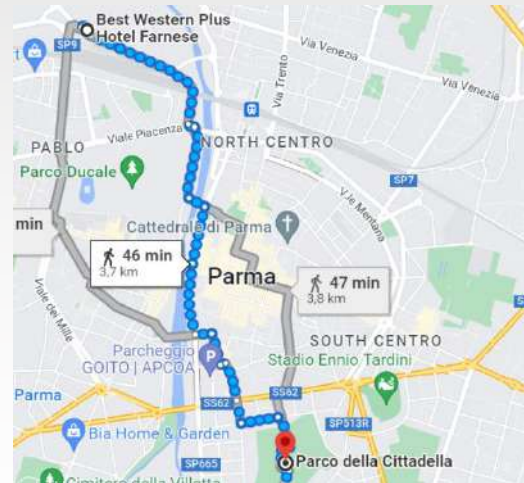 Best Western Plus
Hotel Farnese
SP9
Via Venezia
Via Trento
Via Venezia
Viale Piacenza
NORTH CENTRO
PABLO
Parco Ducale
SP7
V.le Mentana
min
Cattedrale di Parma
46 min
3,7 km
Parma
47 min
3,8 km
Viale dei Mille
SOUTH CENTRO
Stadio Ennio Tardini
Parcheggio
GOITO | APCOA
P
Parma
SS62
SS62
SP513R
Bia Home & Garden
SP665
Parco della Cittadella
Cimitero della Villetta